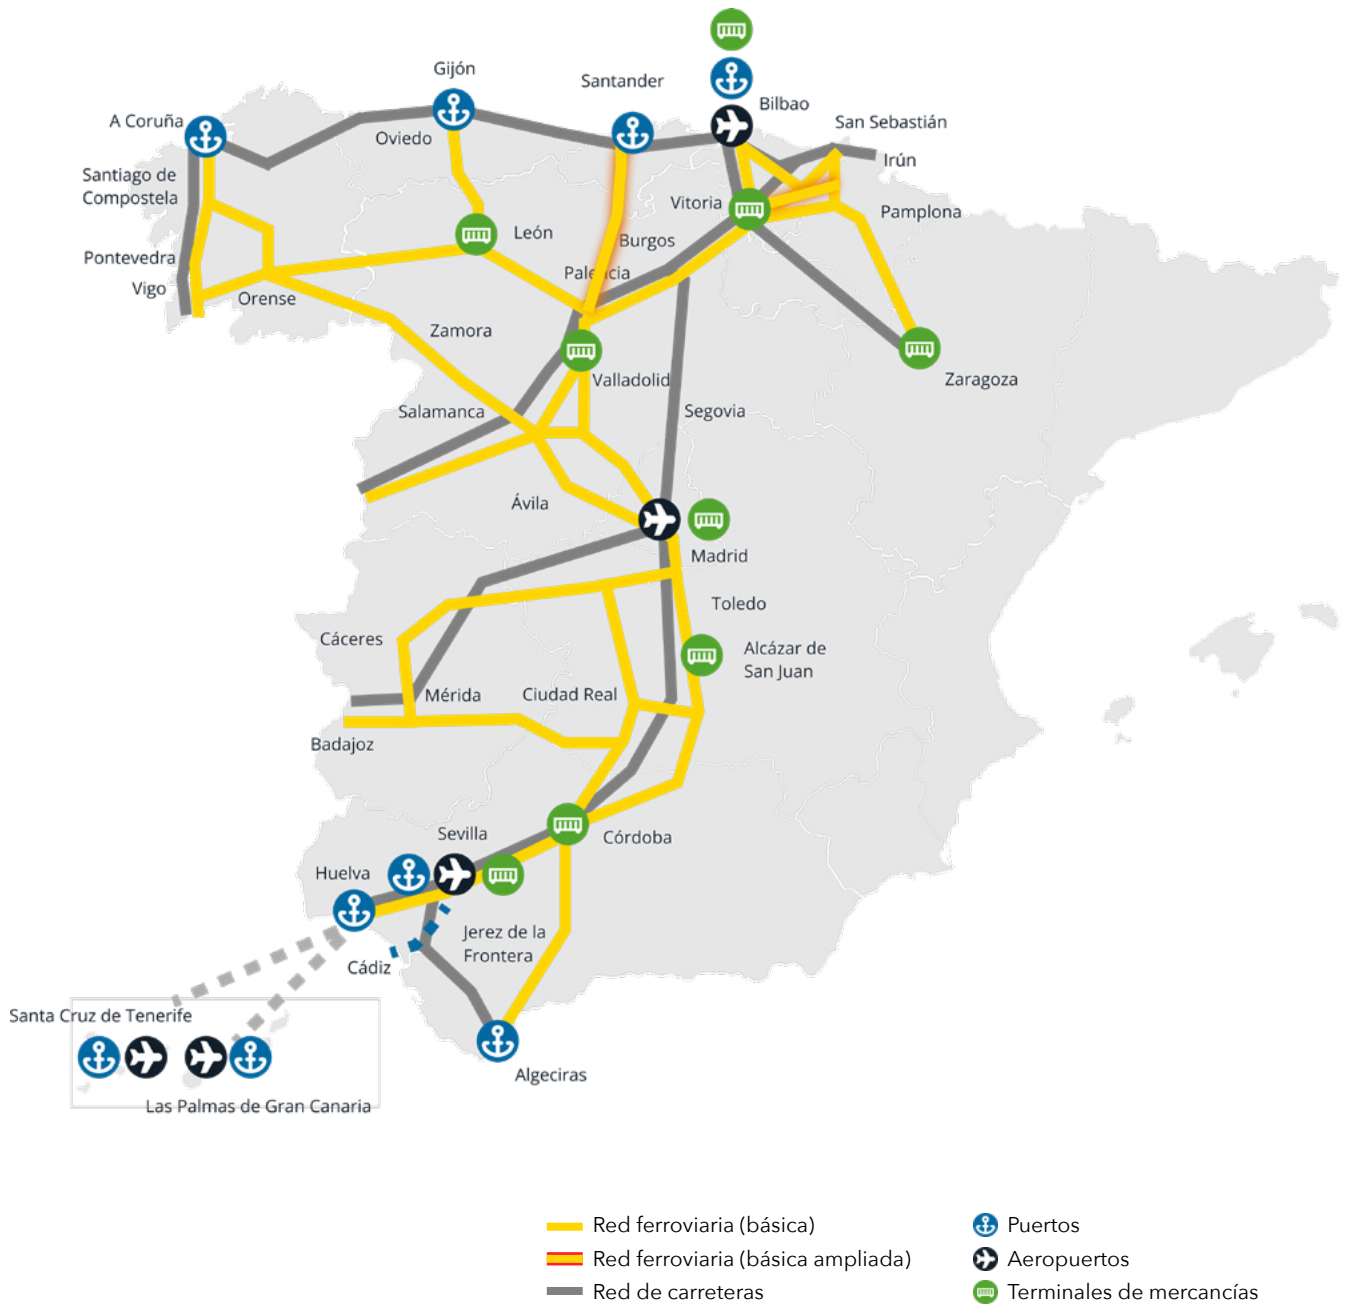 Gijón
Santander
Bilbao
A Coruña
Oviedo
San Sebastián
Irún
Santiago de
Compostela
Vitoria
Pamplona
León
Burgos
Pontevedra
Palencia
Vigo
Orense
Zamora
Valladolid
Zaragoza
Salamanca
Segovia
Ávila
Madrid
Toledo
Cáceres
Alcázar de
San Juan
Mérida
Ciudad Real
Badajoz
Sevilla
Córdoba
Huelva
Jerez de la
Frontera
Cádiz
Santa Cruz de Tenerife
Algeciras
Las Palmas de Gran Canaria
Red ferroviaria (básica)
Puertos
Red ferroviaria (básica ampliada)
Aeropuertos
Red de carreteras
Terminales de mercancías